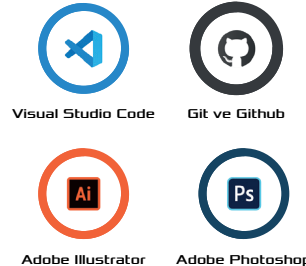 Visual Studio Code
Git ve Github
Ai
Ps
Adobe Illustrator
Adobe Photoshop